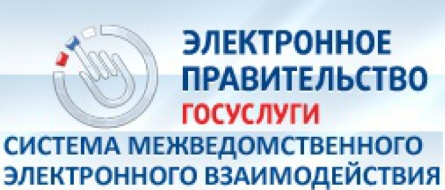 ЭЛЕКТРОННОЕ
ПРАВИТЕЛЬСТВО
ГОСУСЛУГИ
СИСТЕМА МЕЖВЕДОМСТВЕННОГО
ЭЛЕКТРОННОГО ВЗАИМОДЕЙСТВИЯ